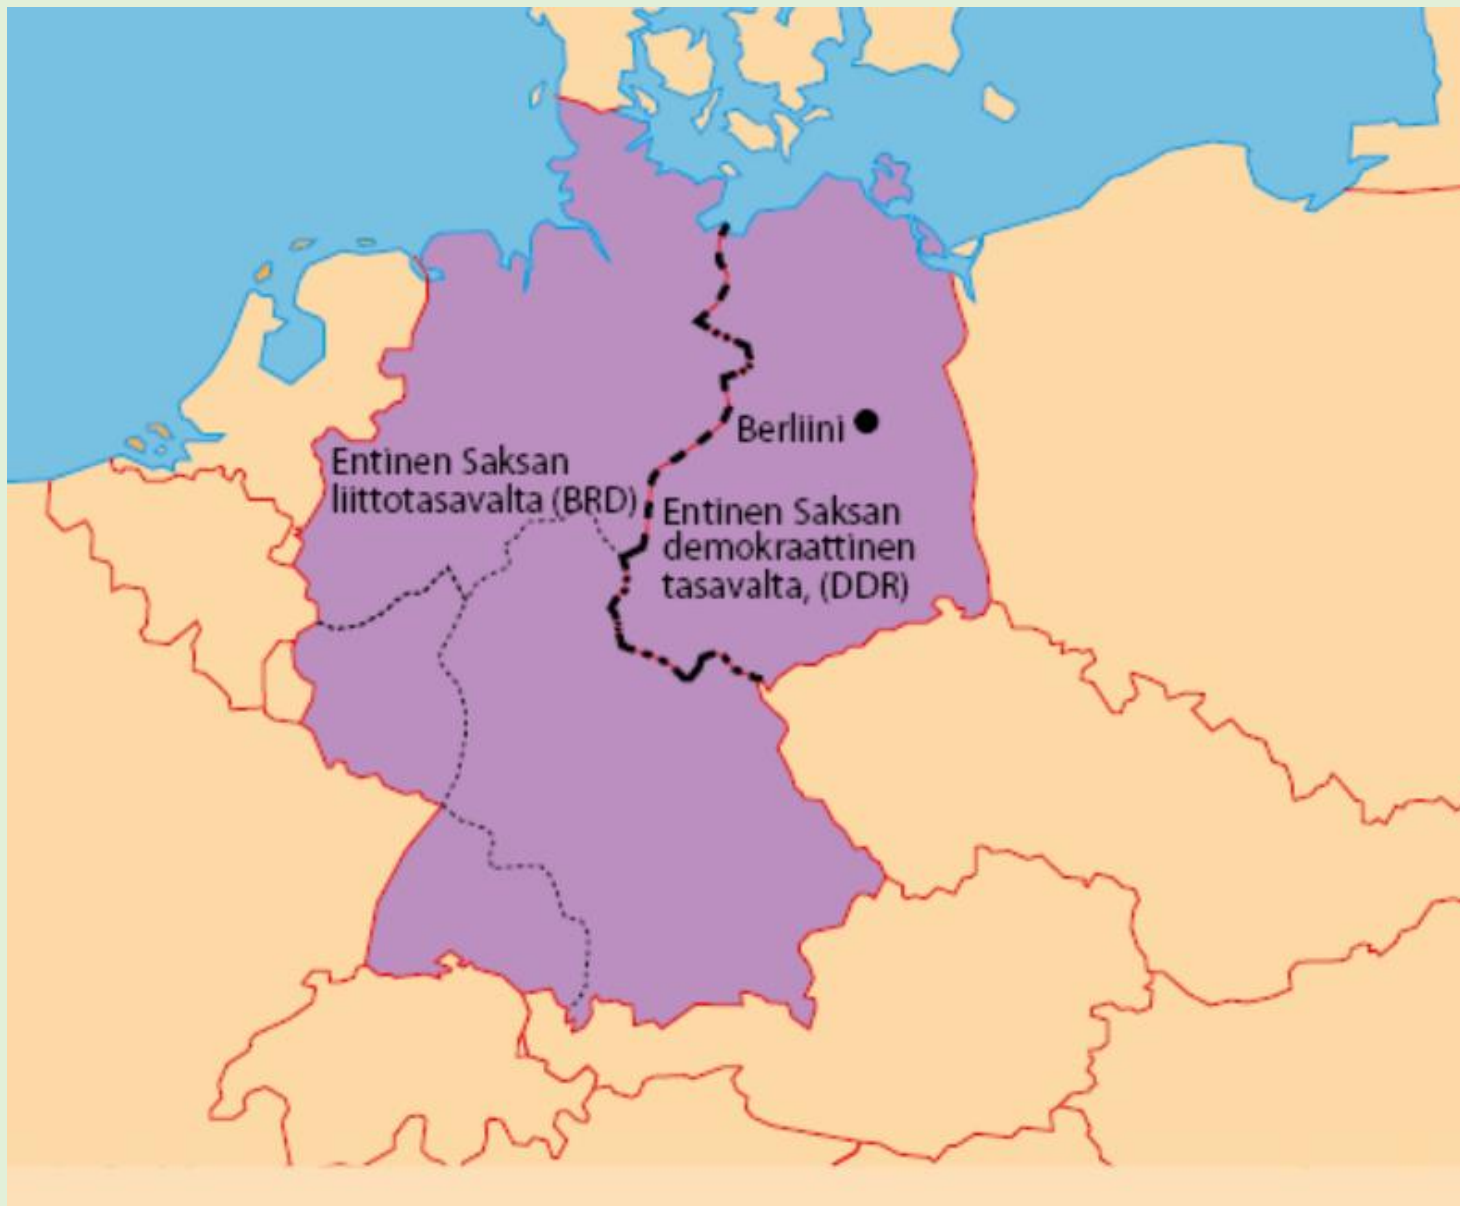 Berliini
Entinen Saksan
liittotasavalta (BRD)
Entinen Saksan
demokraattinen
tasavalta, (DDR)